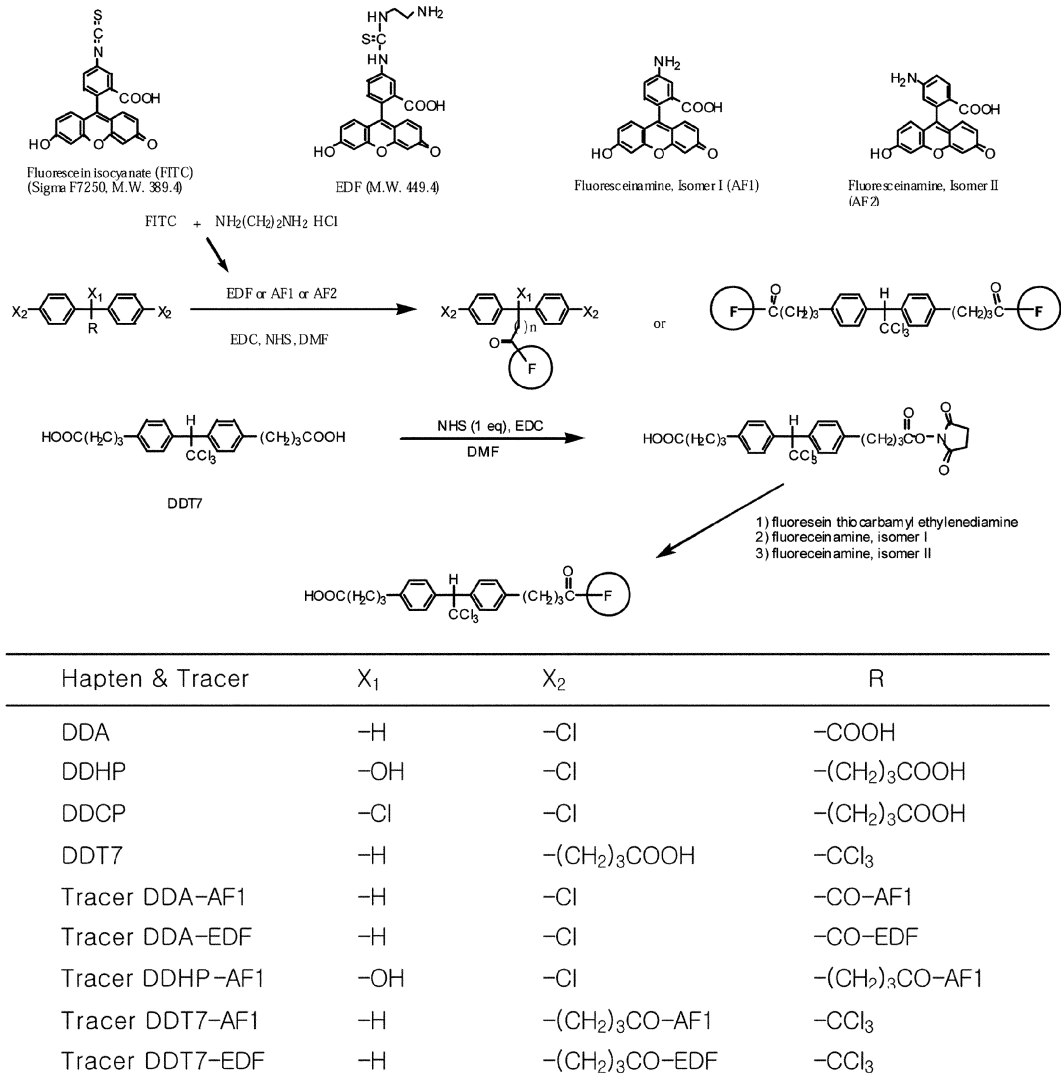 S
C
N
COOH
HO
O
O
Fluorescein isocyanate (FITC)
(Sigma F7250, M.W. 389.4)
HN
NH2
S
C
NH
COOH
HO
O
O
EDF (M.W. 449.4)
NH2
COOH
HO
O
O
Fluoresceinamine, Isomer I (AF1)
H2N
COOH
HO
O
O
Fluoresceinamine, Isomer II
(AF2)
FITC + NH2(CH2)2NH2 HCl
X2 X1 R X2
EDF or AF1 or AF2
EDC, NHS, DMF
X2 X1 X2
( )n
O
F
or
F O C(CH2)3 H CCl3 (CH2)3C O F
HOOC(H2C)3 H CCl3 (CH2)3COOH
DDT7
NHS (1 eq), EDC
DMF
HOOC(H2C)3 H CCl3 (CH2)3CO-N O O O
1) fluoresein thiocarbamyl ethylenediamine
2) fluoreceinamine, isomer I
3) fluoreceinamine, isomer II
HOOC(H2C)3 H CCl3 (CH2)3C O F
Hapten & Tracer X1 X2 R
DDA -H -Cl -COOH
DDHP -OH -Cl -(CH2)3COOH
DDCP -Cl -Cl -(CH2)3COOH
DDT7 -H -(CH2)3COOH -CCl3
Tracer DDA-AF1 -H -Cl -CO-AF1
Tracer DDA-EDF -H -Cl -CO-EDF
Tracer DDHP-AF1 -OH -Cl -(CH2)3CO-AF1
Tracer DDT7-AF1 -H -(CH2)3CO-AF1 -CCl3
Tracer DDT7-EDF -H -(CH2)3CO-EDF -CCl3